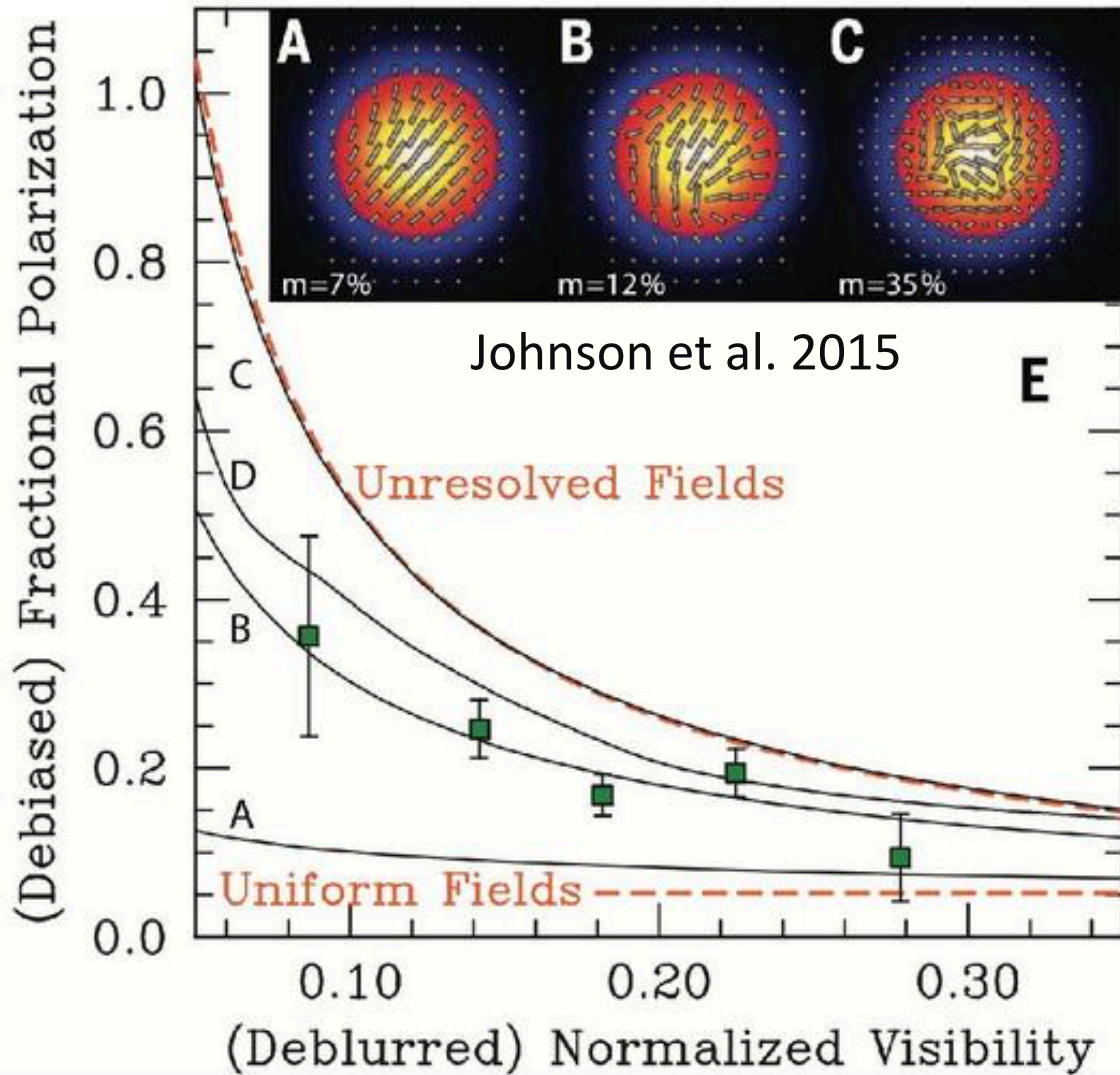 A
B
C
m=7%
m=12%
m=35%
Johnson et al. 2015
E
(Debiased) Fractional Polarization
1.0
0.8
0.6
0.4
0.2
0.0
C
D
B
A
Unresolved Fields
Uniform Fields
0.10
0.20
0.30
(Deblurred) Normalized Visibility